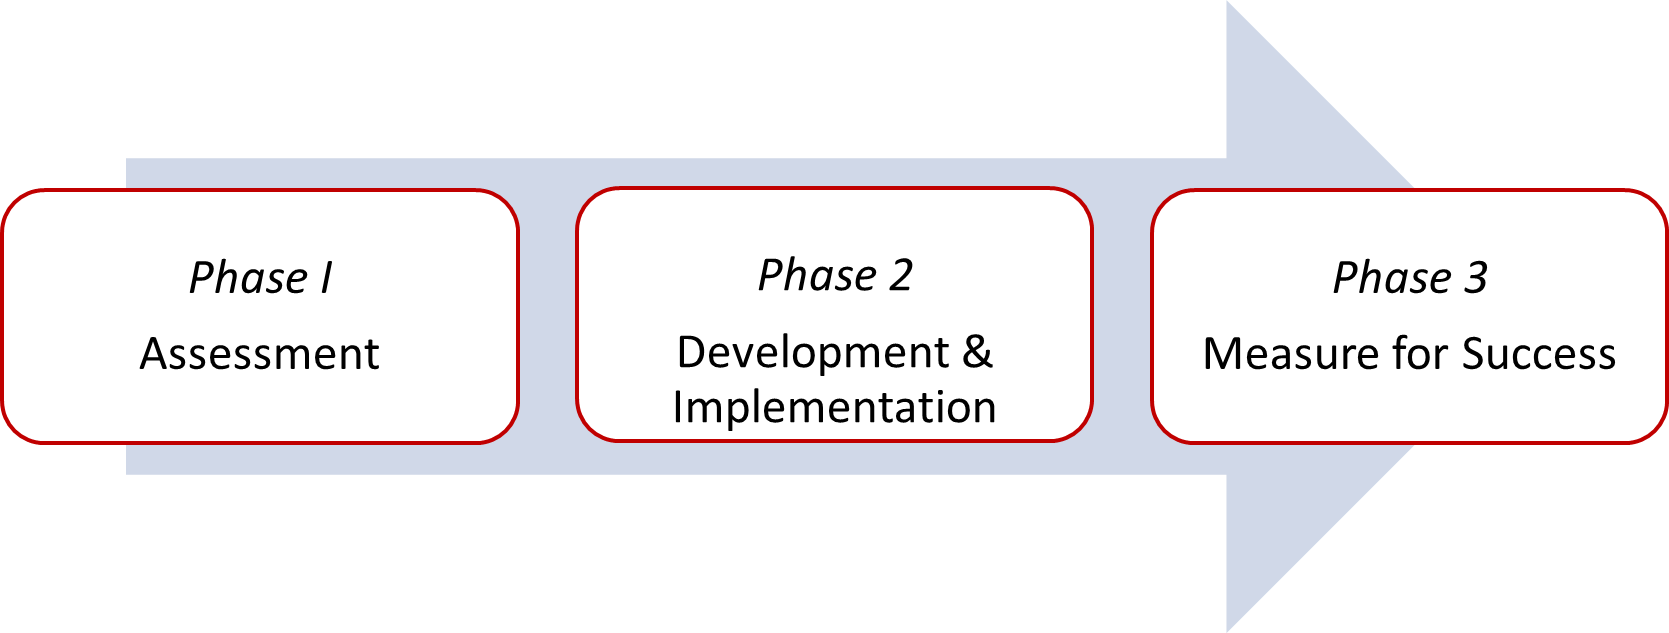 Phase I
Assessment
Phase 2
Development &
Implementation
Phase 3
Measure for Success